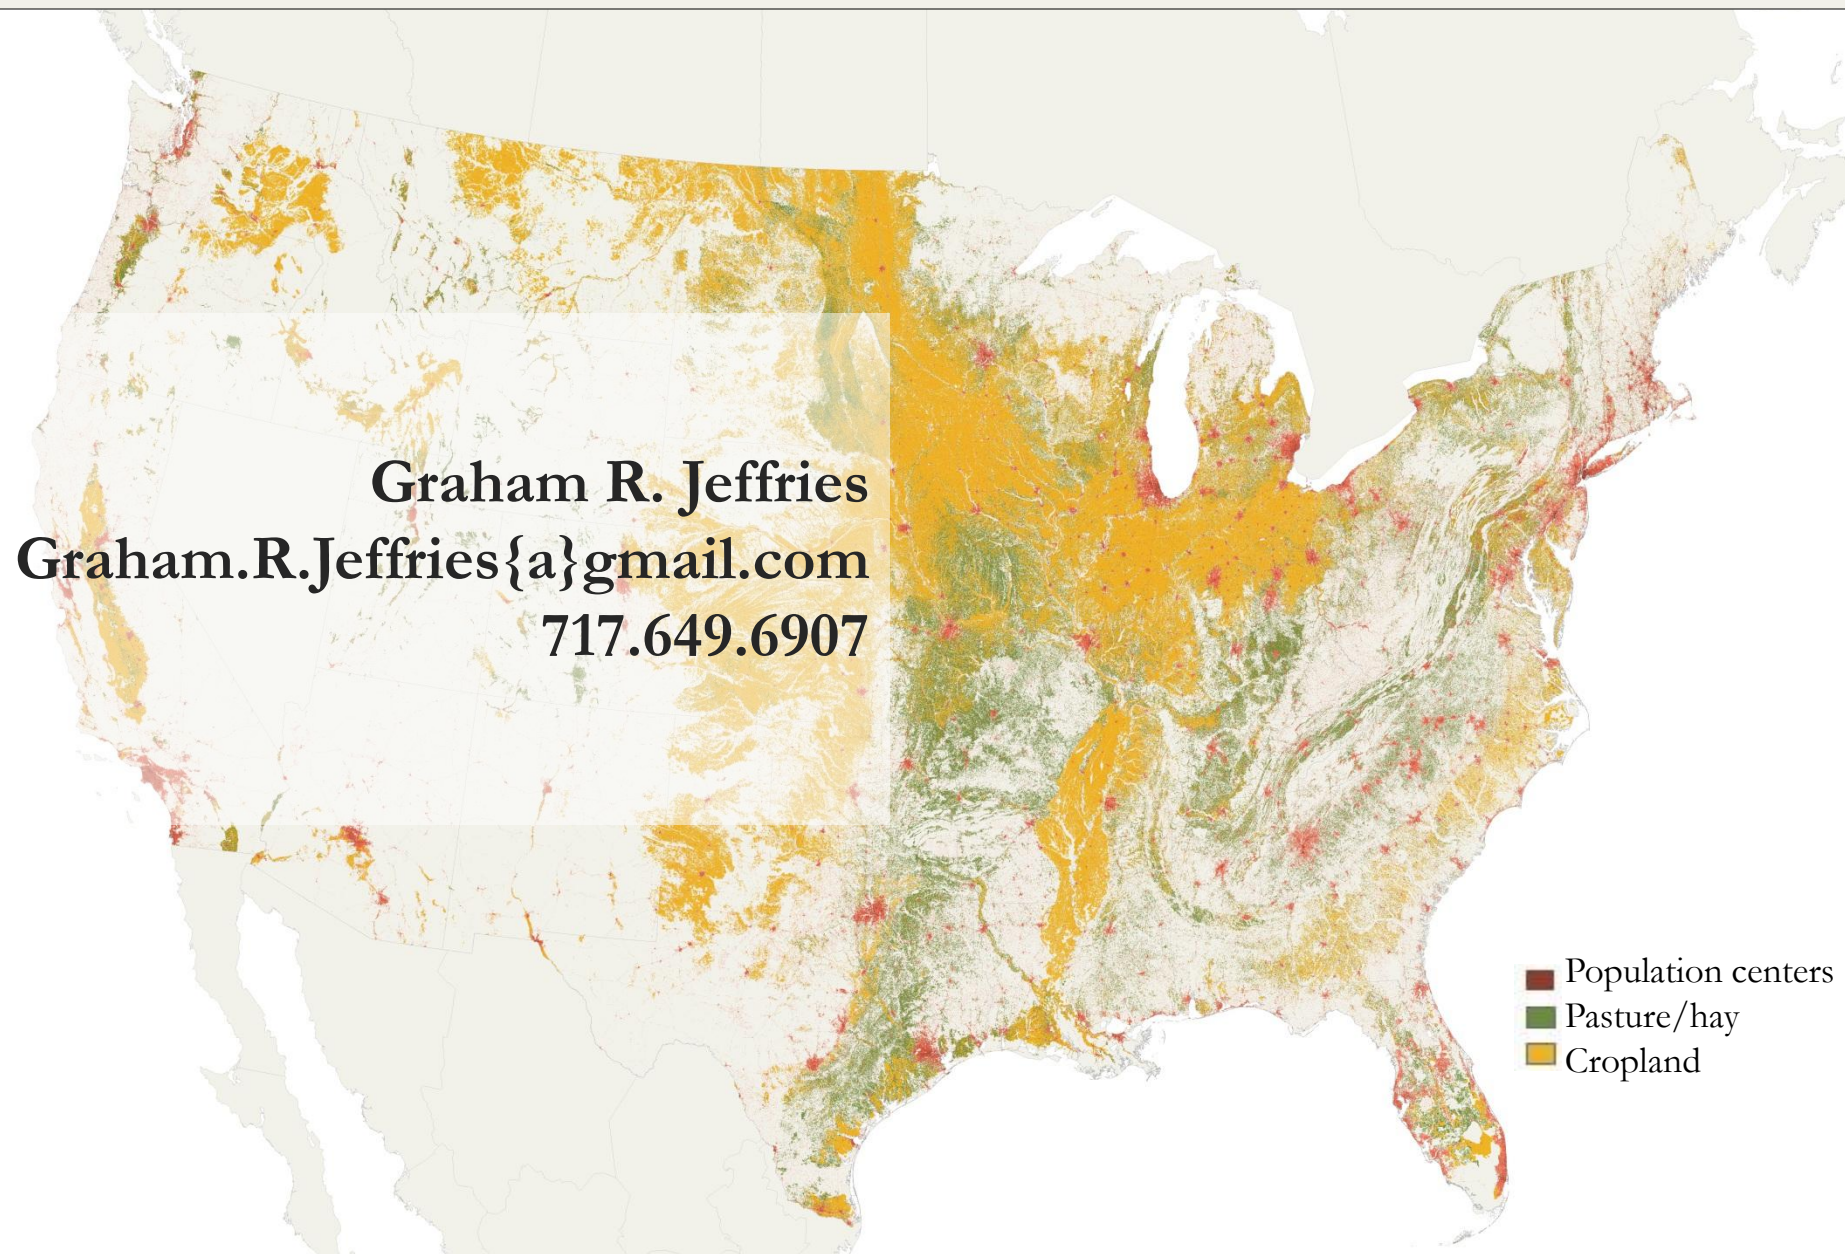 Graham R. Jeffries
Graham.R.Jeffries{a}gmail.com
717.649.6907
Population centers
Pasture/hay
Cropland